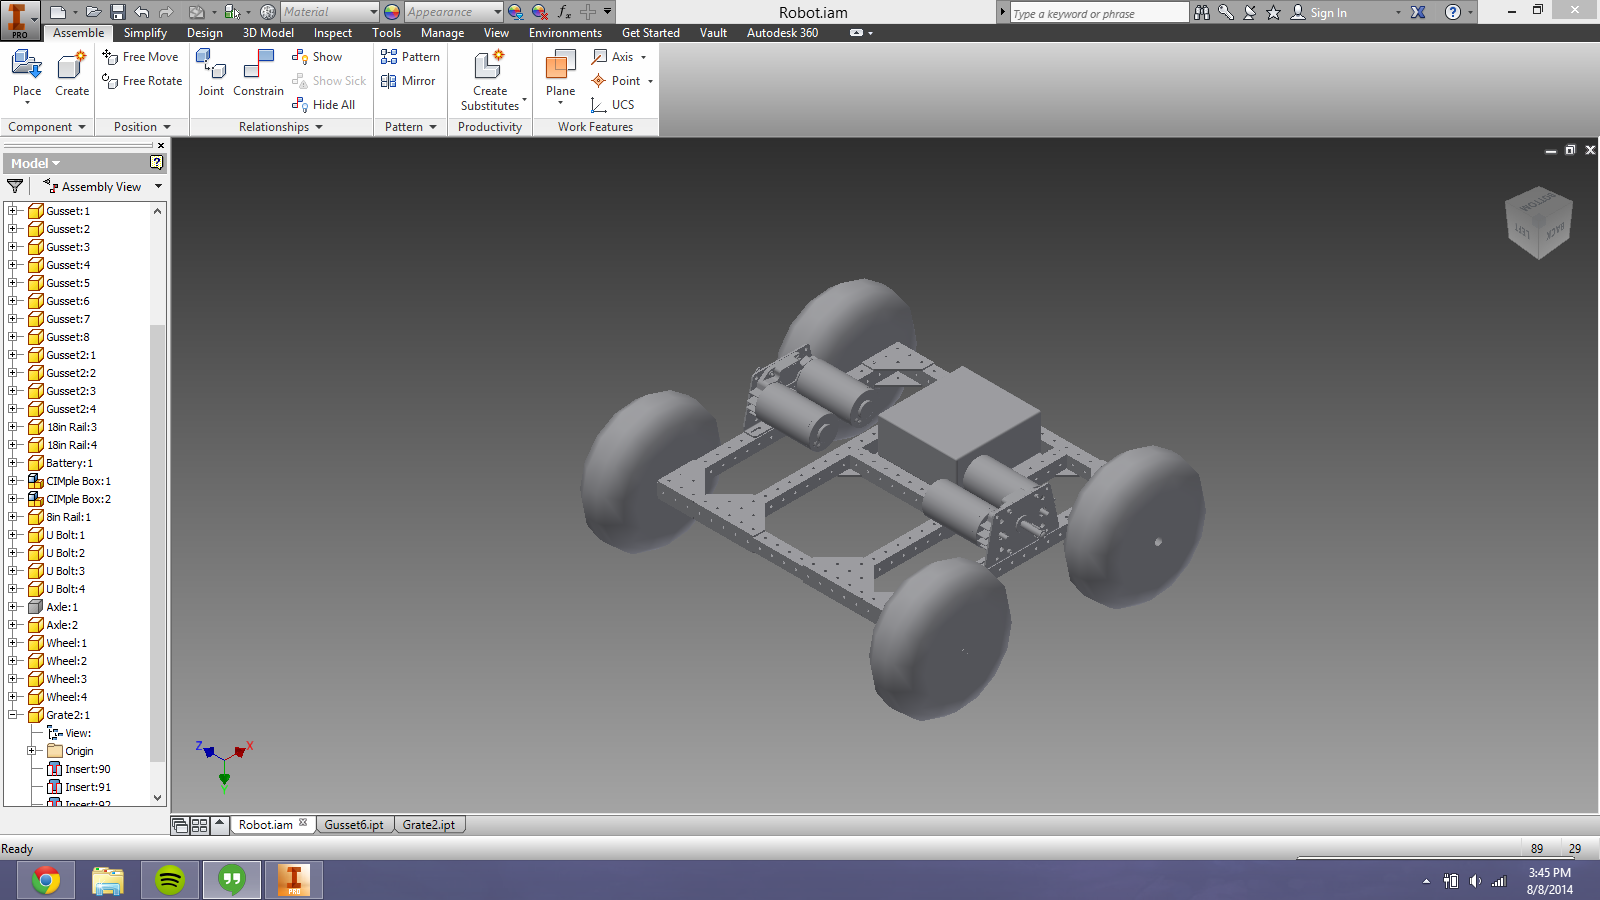 Material
Appearance
fx
Robot.iam
Type a keyword or phrase
Sign In
PRO
Assemble
Simplify
Design
3D Model
Inspect
Tools
Manage
View
Environments
Get Started
Vault
Autodesk 360
Place
Create
Free Move
Free Rotate
Joint
Constrain
Show
Show Sick
Hide All
Pattern
Mirror
Create
Substitutes
Plane
Axis
Point
UCS
Component
Position
Relationships
Pattern
Productivity
Work Features
Model
Assembly View
Gusset:1
Gusset:2
Gusset:3
Gusset:4
Gusset:5
Gusset:6
Gusset:7
Gusset:8
Gusset2:1
Gusset2:2
Gusset2:3
Gusset2:4
18in Rail:3
18in Rail:4
Battery:1
CIMple Box:1
CIMple Box:2
8in Rail:1
U Bolt:1
U Bolt:2
U Bolt:3
U Bolt:4
Axle:1
Axle:2
Wheel:1
Wheel:2
Wheel:3
Wheel:4
Grate2:1
View:
Origin
Insert:90
Insert:91
Insert:92
BOTTOM
LEFT
BACK
Z
X
Y
Robot.iam
Gusset6.ipt
Grate2.ipt
Ready
89
29
PRO
3:45 PM
8/8/2014